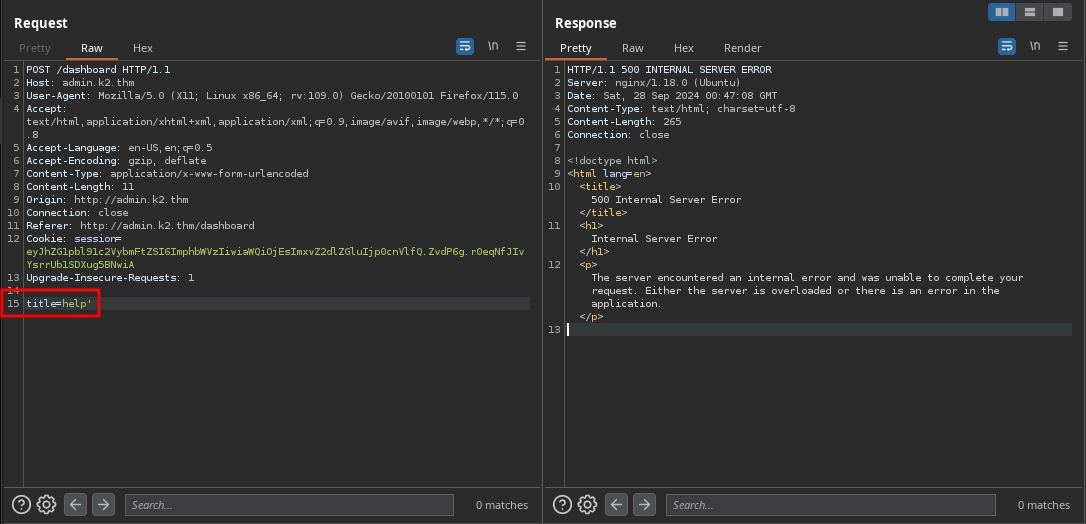 Request
Pretty Raw Hex
\n
1 POST /dashboard HTTP/1.1
2 Host: admin.k2.thm
3 User-Agent: Mozilla/5.0 (X11; Linux x86_64; rv:109.0) Gecko/20100101 Firefox/115.0
4 Accept:
text/html,application/xhtml+xml,application/xml;q=0.9,image/avif,image/webp,*/*;q=0
.8
5 Accept-Language: en-US,en;q=0.5
6 Accept-Encoding: gzip, deflate
7 Content-Type: application/x-www-form-urlencoded
8 Content-Length: 11
9 Origin: http://admin.k2.thm
10 Connection: close
11 Referer: http://admin.k2.thm/dashboard
12 Cookie: session=
eyJhZG1pbl91c2VybmFtZSI6ImphbWVzIiwiaWQiOjEsImxvZ2dlZGluIjp0cnVlfQ.ZvdP6g.r0eqNfJIv
YsrrUb1SDXug5BNwiA
13 Upgrade-Insecure-Requests: 1
14
15 title=help'
Search...
0 matches
Response
Pretty Raw Hex Render
\n
1 HTTP/1.1 500 INTERNAL SERVER ERROR
2 Server: nginx/1.18.0 (Ubuntu)
3 Date: Sat, 28 Sep 2024 00:47:08 GMT
4 Content-Type: text/html; charset=utf-8
5 Content-Length: 265
6 Connection: close
7
8 <!doctype html>
9 <html lang=en>
10 <title>
500 Internal Server Error
</title>
11 <h1>
Internal Server Error
</h1>
12 <p>
The server encountered an internal error and was unable to complete your
request. Either the server is overloaded or there is an error in the
application.
</p>
13
Search...
0 matches